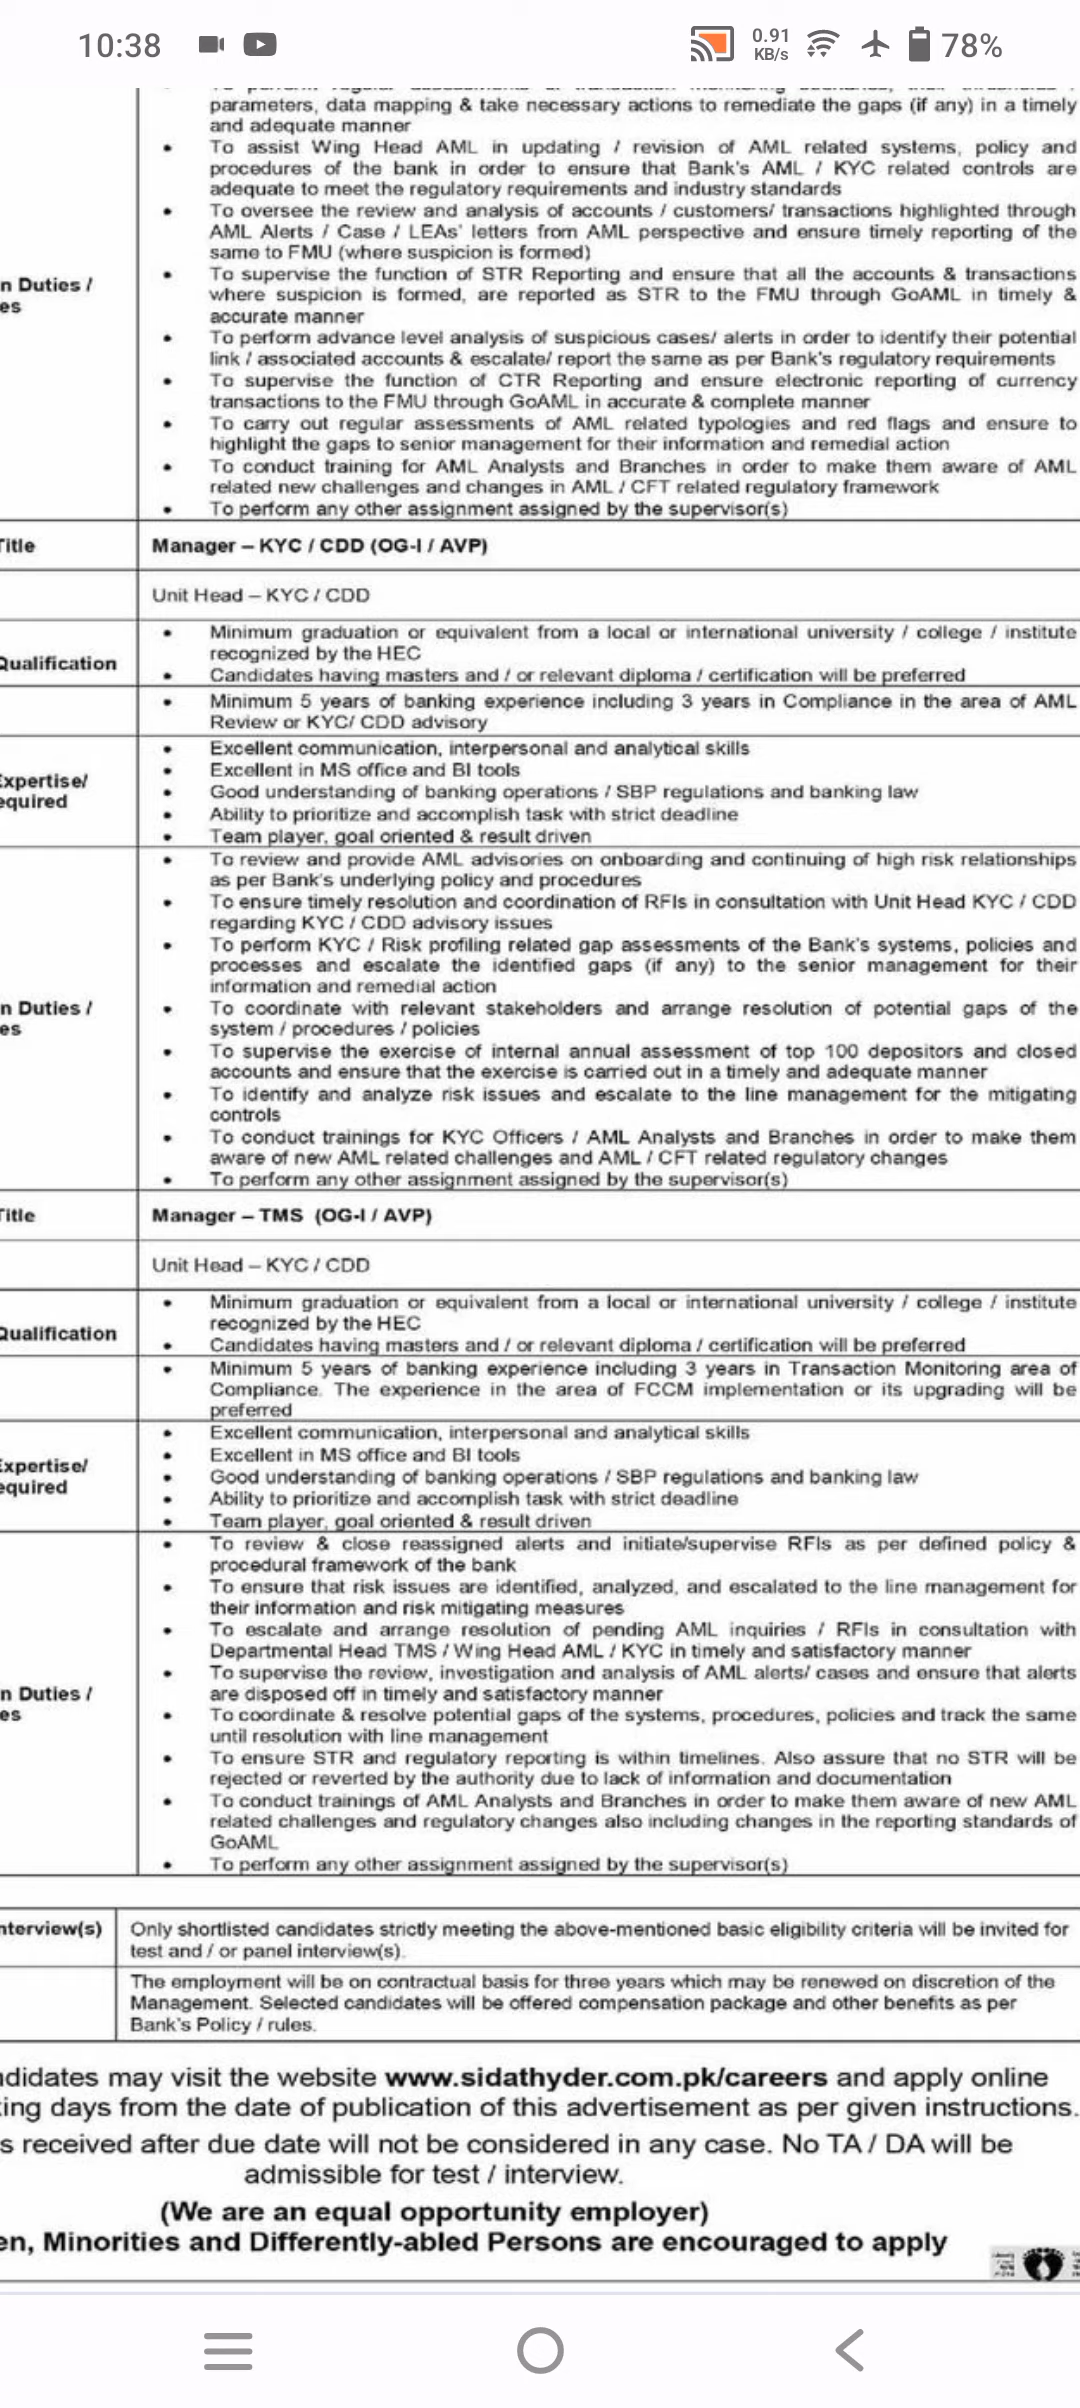 10:38
0.91
KB/s
78%
parameters, data mapping & take necessary actions to remediate the gaps (if any) in a timely
and adequate manner
• To assist Wing Head AML in updating / revision of AML related systems, policy and
procedures of the bank in order to ensure that Bank's AML / KYC related controls are
adequate to meet the regulatory requirements and industry standards
• To oversee the review and analysis of accounts / customers/ transactions highlighted through
AML Alerts / Case / LEAs' letters from AML perspective and ensure timely reporting of the
same to FMU (where suspicion is formed)
n Duties /
es
• To supervise the function of STR Reporting and ensure that all the accounts & transactions
where suspicion is formed, are reported as STR to the FMU through GoAML in timely &
accurate manner
• To perform advance level analysis of suspicious cases/ alerts in order to identify their potential
link / associated accounts & escalate/ report the same as per Bank's regulatory requirements
• To supervise the function of CTR Reporting and ensure electronic reporting of currency
transactions to the FMU through GoAML in accurate & complete manner
• To carry out regular assessments of AML related typologies and red flags and ensure to
highlight the gaps to senior management for their information and remedial action
• To conduct training for AML Analysts and Branches in order to make them aware of AML
related new challenges and changes in AML / CFT related regulatory framework
• To perform any other assignment assigned by the supervisor(s)
Title
Manager – KYC / CDD (OG-I / AVP)
Unit Head – KYC / CDD
Qualification
• Minimum graduation or equivalent from a local or international university / college / institute
recognized by the HEC
• Candidates having masters and / or relevant diploma / certification will be preferred
• Minimum 5 years of banking experience including 3 years in Compliance in the area of AML
Review or KYC/ CDD advisory
Expertise/
equired
• Excellent communication, interpersonal and analytical skills
• Excellent in MS office and BI tools
• Good understanding of banking operations / SBP regulations and banking law
• Ability to prioritize and accomplish task with strict deadline
• Team player, goal oriented & result driven
n Duties /
es
• To review and provide AML advisories on onboarding and continuing of high risk relationships
as per Bank's underlying policy and procedures
• To ensure timely resolution and coordination of RFIs in consultation with Unit Head KYC / CDD
regarding KYC / CDD advisory issues
• To perform KYC / Risk profiling related gap assessments of the Bank's systems, policies and
processes and escalate the identified gaps (if any) to the senior management for their
information and remedial action
• To coordinate with relevant stakeholders and arrange resolution of potential gaps of the
system / procedures / policies
• To supervise the exercise of internal annual assessment of top 100 depositors and closed
accounts and ensure that the exercise is carried out in a timely and adequate manner
• To identify and analyze risk issues and escalate to the line management for the mitigating
controls
• To conduct trainings for KYC Officers / AML Analysts and Branches in order to make them
aware of new AML related challenges and AML / CFT related regulatory changes
• To perform any other assignment assigned by the supervisor(s)
Title
Manager – TMS (OG-I / AVP)
Unit Head – KYC / CDD
Qualification
• Minimum graduation or equivalent from a local or international university / college / institute
recognized by the HEC
• Candidates having masters and / or relevant diploma / certification will be preferred
• Minimum 5 years of banking experience including 3 years in Transaction Monitoring area of
Compliance. The experience in the area of FCCM implementation or its upgrading will be
preferred
Expertise/
equired
• Excellent communication, interpersonal and analytical skills
• Excellent in MS office and BI tools
• Good understanding of banking operations / SBP regulations and banking law
• Ability to prioritize and accomplish task with strict deadline
• Team player, goal oriented & result driven
n Duties /
es
• To review & close reassigned alerts and initiate/supervise RFIs as per defined policy &
procedural framework of the bank
• To ensure that risk issues are identified, analyzed, and escalated to the line management for
their information and risk mitigating measures
• To escalate and arrange resolution of pending AML inquiries / RFIs in consultation with
Departmental Head TMS / Wing Head AML / KYC in timely and satisfactory manner
• To supervise the review, investigation and analysis of AML alerts/ cases and ensure that alerts
are disposed off in timely and satisfactory manner
• To coordinate & resolve potential gaps of the systems, procedures, policies and track the same
until resolution with line management
• To ensure STR and regulatory reporting is within timelines. Also assure that no STR will be
rejected or reverted by the authority due to lack of information and documentation
• To conduct trainings of AML Analysts and Branches in order to make them aware of new AML
related challenges and regulatory changes also including changes in the reporting standards of
GoAML
• To perform any other assignment assigned by the supervisor(s)
nterview(s)
Only shortlisted candidates strictly meeting the above-mentioned basic eligibility criteria will be invited for
test and / or panel interview(s).
The employment will be on contractual basis for three years which may be renewed on discretion of the
Management. Selected candidates will be offered compensation package and other benefits as per
Bank's Policy / rules.
ndidates may visit the website www.sidathyder.com.pk/careers and apply online
king days from the date of publication of this advertisement as per given instructions.
s received after due date will not be considered in any case. No TA / DA will be
admissible for test / interview.
(We are an equal opportunity employer)
en, Minorities and Differently-abled Persons are encouraged to apply